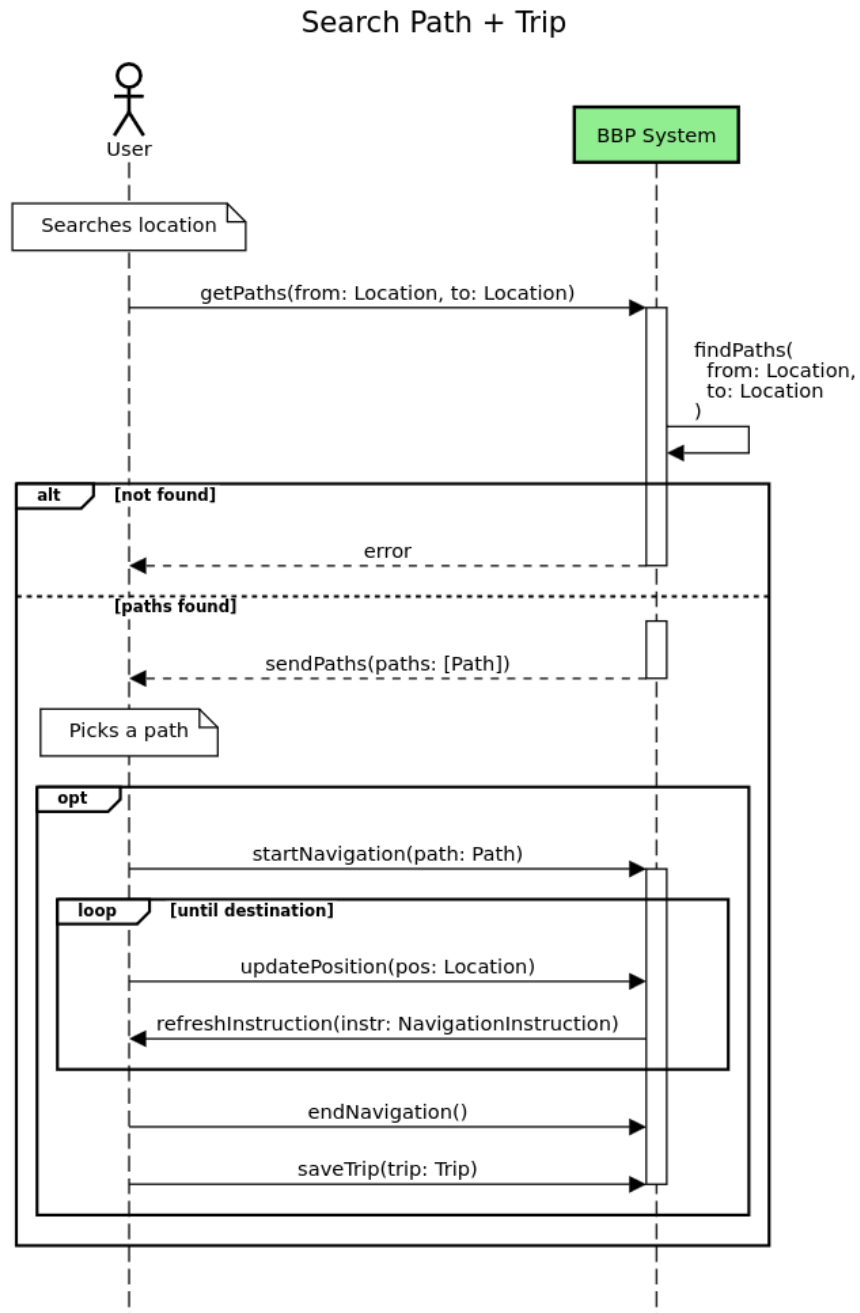 Search Path + Trip
User
BBP System
Searches location
getPaths(from: Location, to: Location)
findPaths(
from: Location,
to: Location
)
alt
[not found]
error
[paths found]
sendPaths(paths: [Path])
Picks a path
opt
startNavigation(path: Path)
loop
[until destination]
updatePosition(pos: Location)
refreshInstruction(instr: NavigationInstruction)
endNavigation()
saveTrip(trip: Trip)